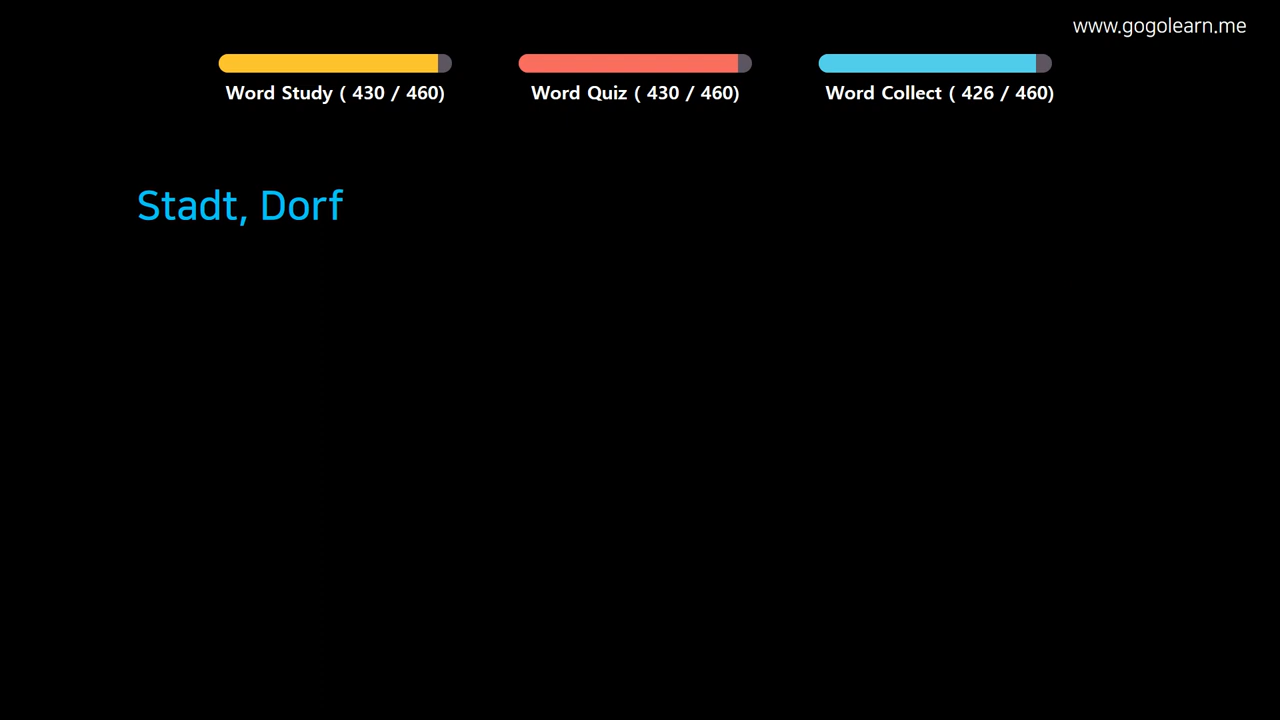 www.gogolearn.me
Word Study ( 430 / 460)
Word Quiz ( 430 / 460)
Word Collect ( 426 / 460)
Stadt, Dorf